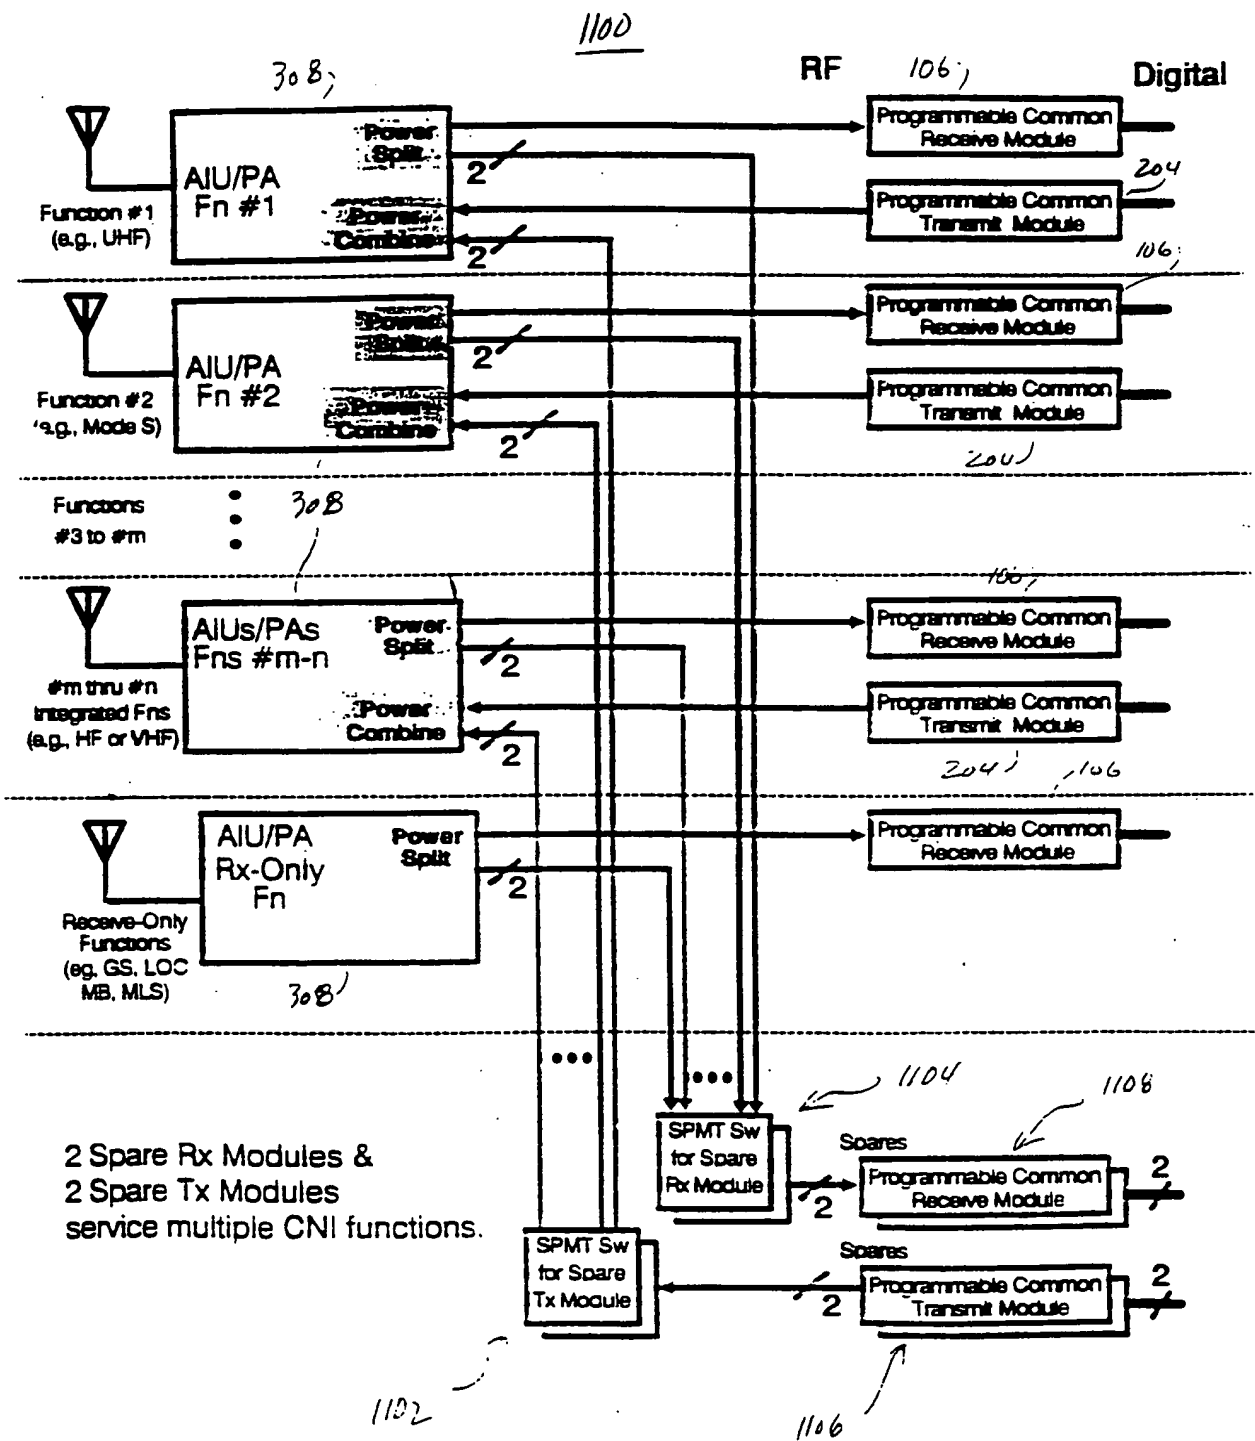 1100
RF
Digital
308
106
Programmable Common
Receive Module
Power
Split
2
AIU/PA
Fn #1
204
Programmable Common
Transmit Module
Function #1
(e.g., UHF)
Power
Combine
2
106
Programmable Common
Receive Module
Power
Split
2
AIU/PA
Fn #2
Programmable Common
Transmit Module
Function #2
e.g., Mode S)
Power
Combine
2
204
308
Functions
#3 to #m
106
Programmable Common
Receive Module
AIUs/PAs
Fns #m-n
Power
Split
2
#m thru #n
Integrated Fns
(e.g., HF or VHF)
Power
Combine
2
Programmable Common
Transmit Module
204
106
AIU/PA
Rx-Only
Fn
Power
Split
2
Programmable Common
Receive Module
Receive-Only
Functions
(eg, GS, LOC
MB, MLS)
308
1104
1108
2 Spare Rx Modules &
2 Spare Tx Modules
service multiple CNI functions.
SPMT Sw
for Spare
Rx Module
2
Spares
Programmable Common
Receive Module
2
SPMT Sw
for Spare
Tx Module
2
Spares
Programmable Common
Transmit Module
2
1102
1106